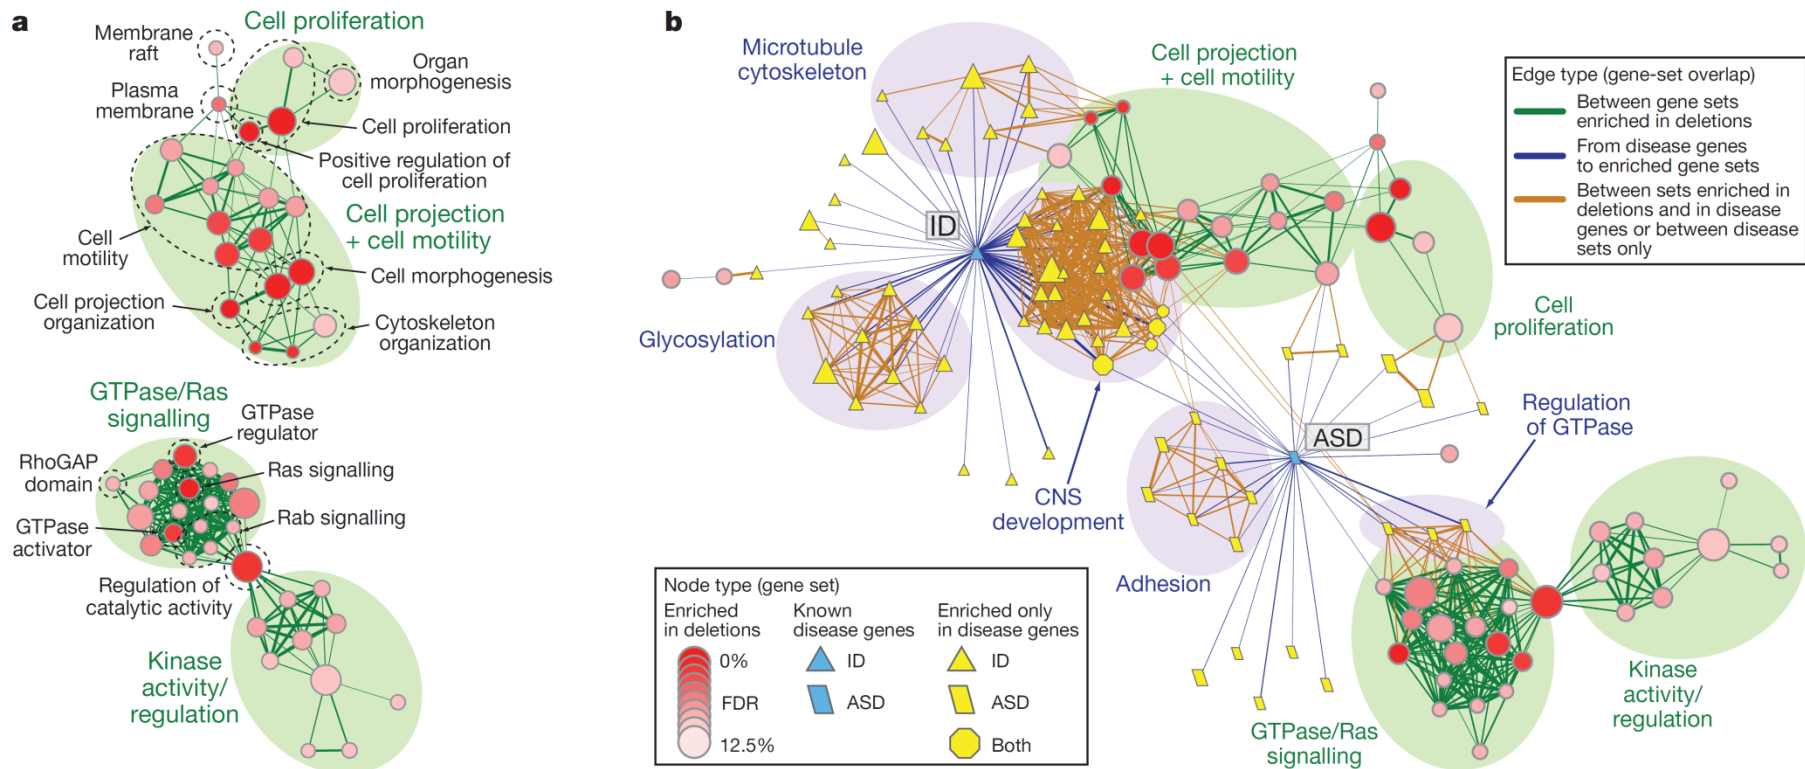 a
Cell proliferation
Membrane
raft
Organ
morphogenesis
Plasma
membrane
Cell proliferation
Positive regulation of
cell proliferation
Cell projection
+ cell motility
Cell
motility
Cell morphogenesis
Cell projection
organization
Cytoskeleton
organization
GTPase/Ras
signalling
GTPase
regulator
RhoGAP
domain
Ras signalling
GTPase
activator
Rab signalling
Regulation of
catalytic activity
Kinase
activity/
regulation
b
Microtubule
cytoskeleton
Cell projection
+ cell motility
Edge type (gene-set overlap)
Between gene sets
enriched in deletions
From disease genes
to enriched gene sets
Between sets enriched in
deletions and in disease
genes or between disease
sets only
ID
Glycosylation
Cell
proliferation
ASD
Regulation
of GTPase
CNS
development
Adhesion
Kinase
activity/
regulation
GTPase/Ras
signalling
Node type (gene set)
Enriched
in deletions
Known
disease genes
Enriched only
in disease genes
0%
ID
ID
FDR
ASD
ASD
12.5%
Both